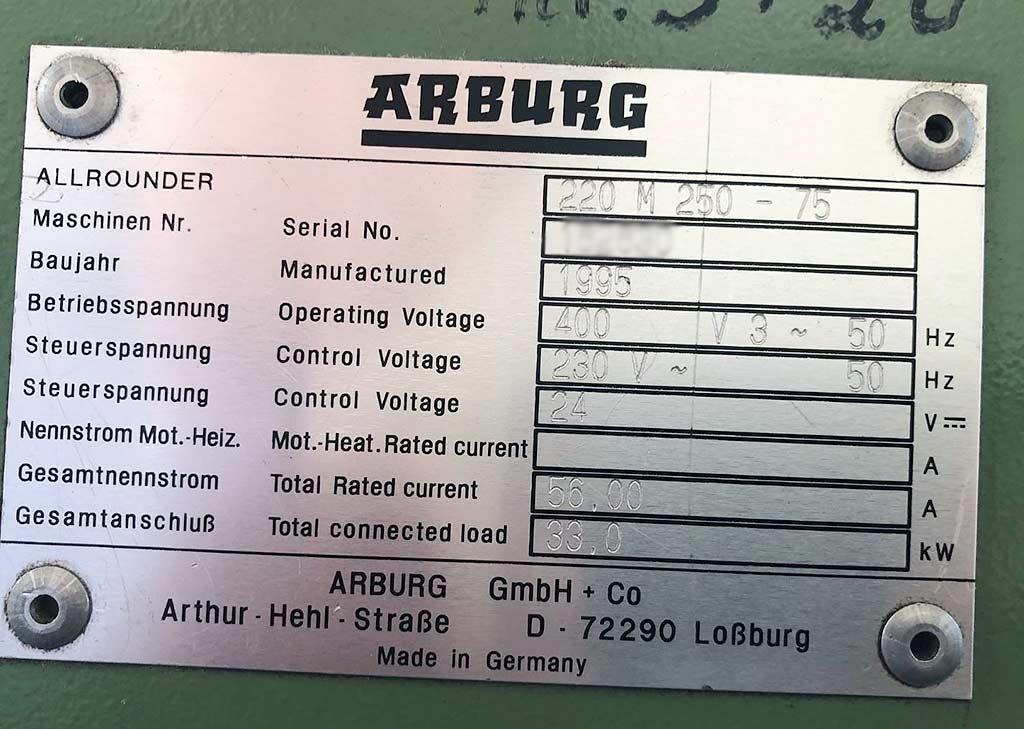 ARBURG
ALLROUNDER 220 M 250 - 75
Maschinen Nr. Serial No.
Baujahr Manufactured 1995
Betriebsspannung Operating Voltage 400 V 3 ~ 50 Hz
Steuerspannung Control Voltage 230 V ~ 50 Hz
Steuerspannung Control Voltage 24 V ⎓
Nennstrom Mot.-Heiz. Mot.-Heat. Rated current A
Gesamtnennstrom Total Rated current 56,00 A
Gesamtanschluß Total connected load 33,0 kW
ARBURG GmbH + Co
Arthur - Hehl - Straße D - 72290 Loßburg
Made in Germany